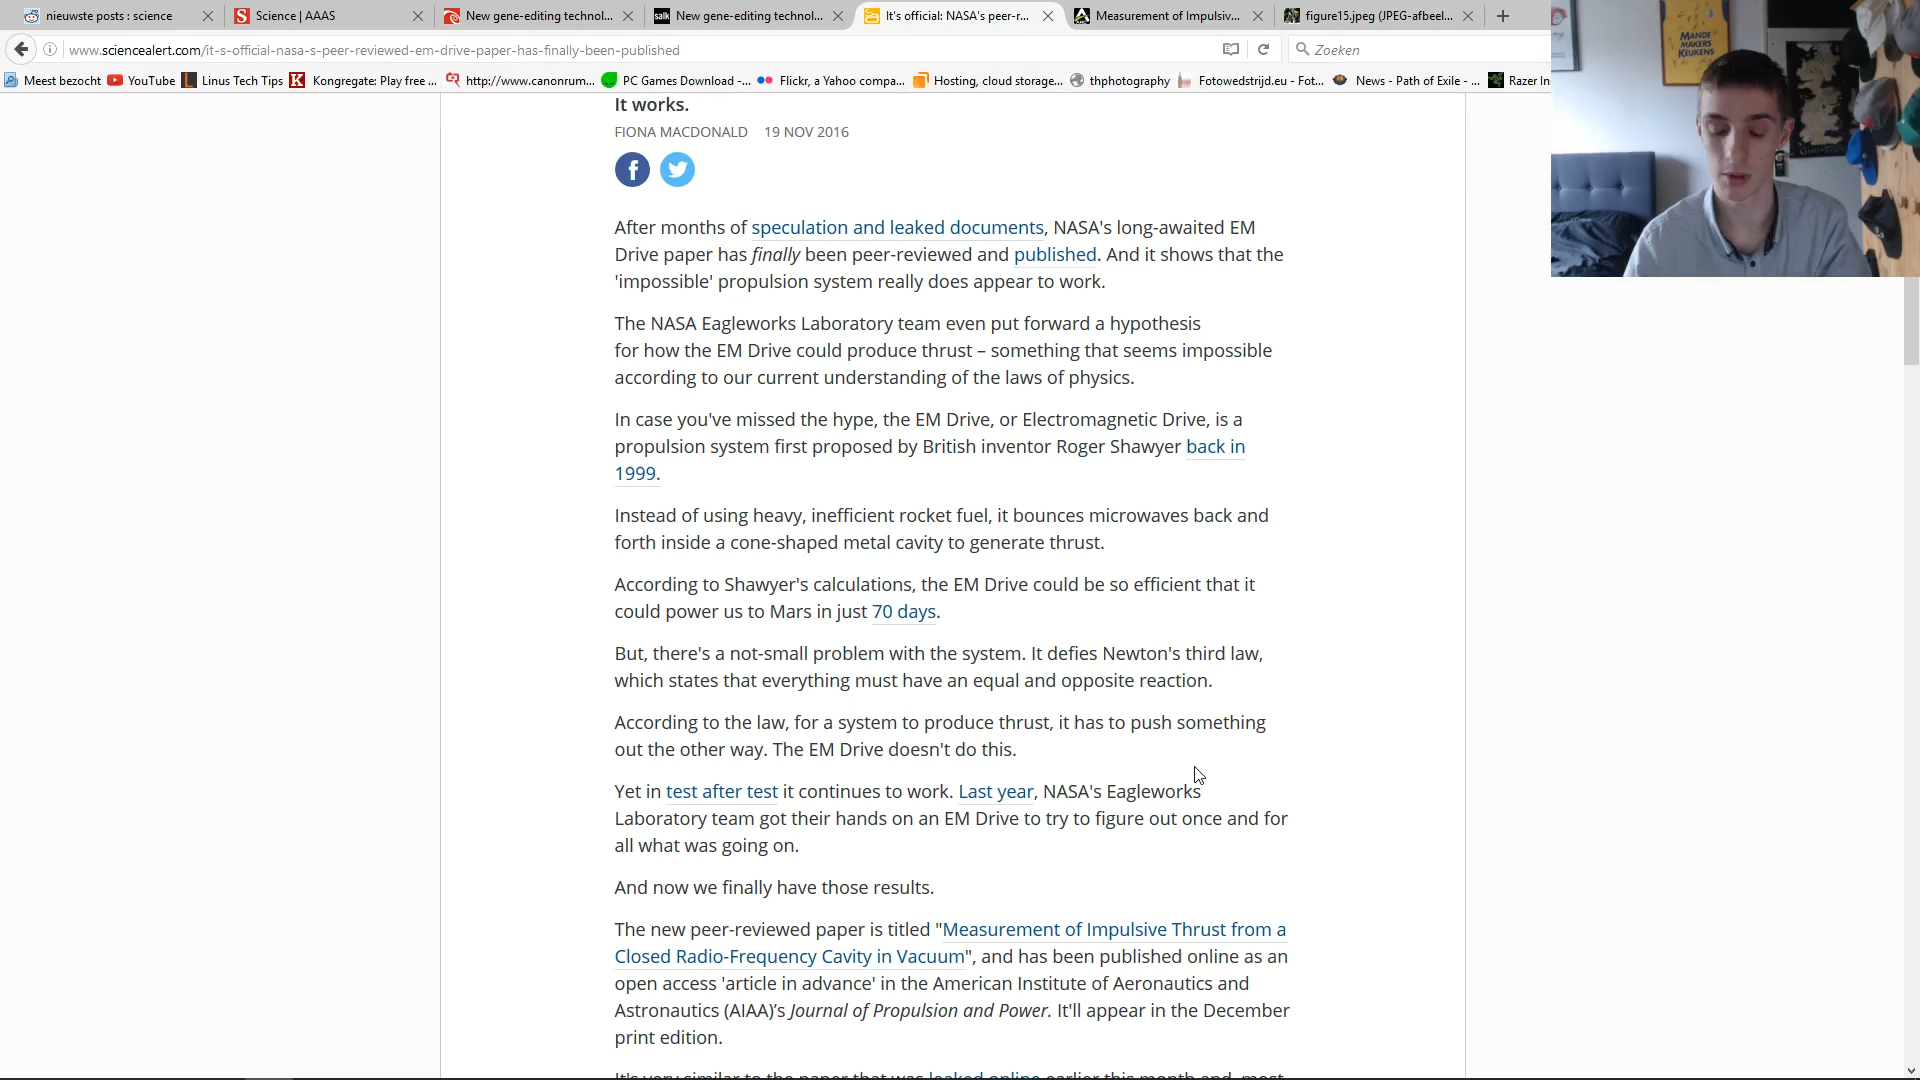 nieuwste posts : science
Science | AAAS
New gene-editing technol...
New gene-editing technol...
It's official: NASA's peer-r...
Measurement of Impulsiv...
figure15.jpeg (JPEG-afbeel...
www.sciencealert.com/it-s-official-nasa-s-peer-reviewed-em-drive-paper-has-finally-been-published
Zoeken
Meest bezocht
YouTube
Linus Tech Tips
Kongregate: Play free ...
http://www.canonrum...
PC Games Download -...
Flickr, a Yahoo compa...
Hosting, cloud storage...
thphotography
Fotowedstrijd.eu - Fot...
News - Path of Exile - ...
Razer In
MANDE
MAKERS
KEUKENS
It works.
FIONA MACDONALD 19 NOV 2016
After months of speculation and leaked documents, NASA's long-awaited EM
Drive paper has finally been peer-reviewed and published. And it shows that the
'impossible' propulsion system really does appear to work.
The NASA Eagleworks Laboratory team even put forward a hypothesis
for how the EM Drive could produce thrust – something that seems impossible
according to our current understanding of the laws of physics.
In case you've missed the hype, the EM Drive, or Electromagnetic Drive, is a
propulsion system first proposed by British inventor Roger Shawyer back in
1999.
Instead of using heavy, inefficient rocket fuel, it bounces microwaves back and
forth inside a cone-shaped metal cavity to generate thrust.
According to Shawyer's calculations, the EM Drive could be so efficient that it
could power us to Mars in just 70 days.
But, there's a not-small problem with the system. It defies Newton's third law,
which states that everything must have an equal and opposite reaction.
According to the law, for a system to produce thrust, it has to push something
out the other way. The EM Drive doesn't do this.
Yet in test after test it continues to work. Last year, NASA's Eagleworks
Laboratory team got their hands on an EM Drive to try to figure out once and for
all what was going on.
And now we finally have those results.
The new peer-reviewed paper is titled "Measurement of Impulsive Thrust from a
Closed Radio-Frequency Cavity in Vacuum", and has been published online as an
open access 'article in advance' in the American Institute of Aeronautics and
Astronautics (AIAA)'s Journal of Propulsion and Power. It'll appear in the December
print edition.
It's very similar to the paper that was leaked online earlier this month and, most